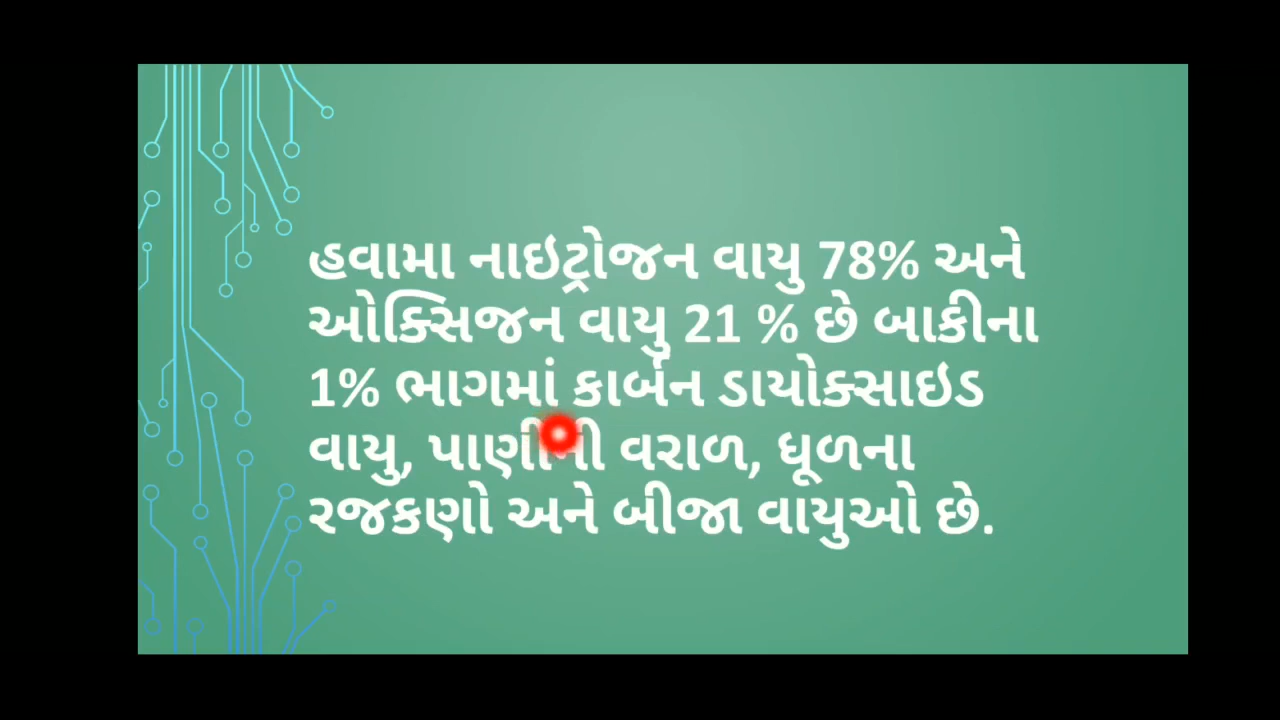 હવામા નાઇટ્રોજન વાયુ 78% અને
ઓક્સિજન વાયુ 21 % છે બાકીના
1% ભાગમાં કાર્બન ડાયોક્સાઇડ
વાયુ, પાણીની વરાળ, ધૂળના
રજકણો અને બીજા વાયુઓ છે.